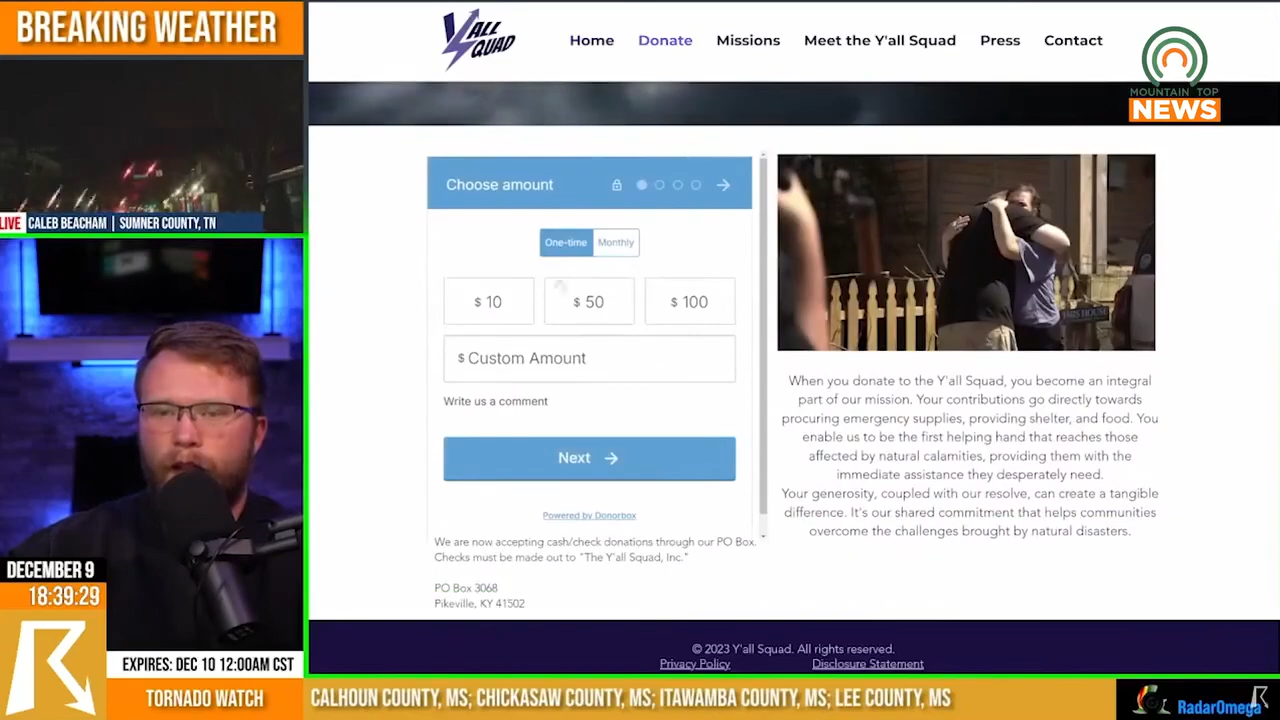 BREAKING WEATHER
Y'ALL
SQUAD
Home
Donate
Missions
Meet the Y'all Squad
Press
Contact
MOUNTAIN TOP
NEWS
LIVE
CALEB BEACHAM | SUMNER COUNTY, TN
Choose amount
One-time
Monthly
$ 10
$ 50
$ 100
$ Custom Amount
Write us a comment
Next
Powered by Donorbox
We are now accepting cash/check donations through our PO Box.
Checks must be made out to "The Y'all Squad, Inc."
PO Box 3068
Pikeville, KY 41502
When you donate to the Y'all Squad, you become an integral
part of our mission. Your contributions go directly towards
procuring emergency supplies, providing shelter, and food. You
enable us to be the first helping hand that reaches those
affected by natural calamities, providing them with the
immediate assistance they desperately need.
Your generosity, coupled with our resolve, can create a tangible
difference. It's our shared commitment that helps communities
overcome the challenges brought by natural disasters.
© 2023 Y'all Squad. All rights reserved.
Privacy Policy
Disclosure Statement
DECEMBER 9
18:39:29
EXPIRES: DEC 10 12:00AM CST
TORNADO WATCH
CALHOUN COUNTY, MS; CHICKASAW COUNTY, MS; ITAWAMBA COUNTY, MS; LEE COUNTY, MS
RadarOmega